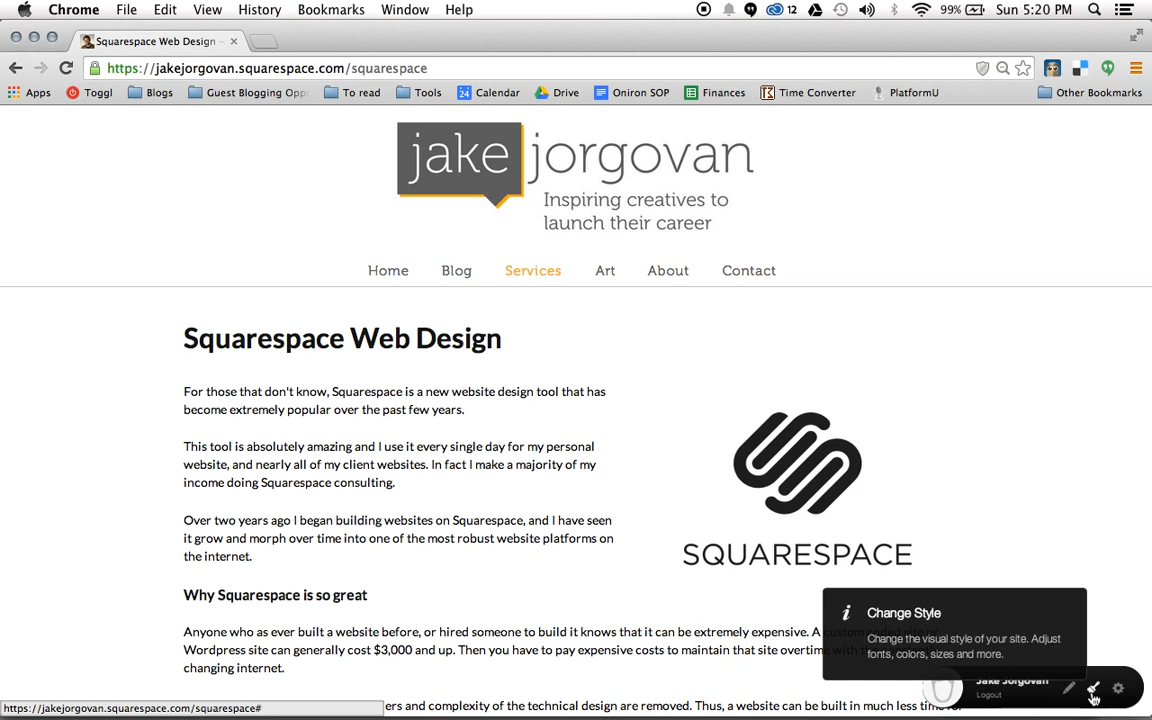 Chrome File Edit View History Bookmarks Window Help 12 99% Sun 5:20 PM
Squarespace Web Design -
https://jakejorgovan.squarespace.com/squarespace
Apps Toggl Blogs Guest Blogging Opp To read Tools 24 Calendar Drive Oniron SOP Finances Time Converter PlatformU Other Bookmarks
jake jorgovan
Inspiring creatives to
launch their career
Home Blog Services Art About Contact
Squarespace Web Design
For those that don't know, Squarespace is a new website design tool that has
become extremely popular over the past few years.
This tool is absolutely amazing and I use it every single day for my personal
website, and nearly all of my client websites. In fact I make a majority of my
income doing Squarespace consulting.
Over two years ago I began building websites on Squarespace, and I have seen
it grow and morph over time into one of the most robust website platforms on
the internet.
SQUARESPACE
Why Squarespace is so great
Anyone who as ever built a website before, or hired someone to build it knows that it can be extremely expensive. A custom
Wordpress site can generally cost $3,000 and up. Then you have to pay expensive costs to maintain that site overtime with the
changing internet.
ers and complexity of the technical design are removed. Thus, a website can be built in much less time
Change Style
Change the visual style of your site. Adjust
fonts, colors, sizes and more.
Jake Jorgovan
Logout
https://jakejorgovan.squarespace.com/squarespace#